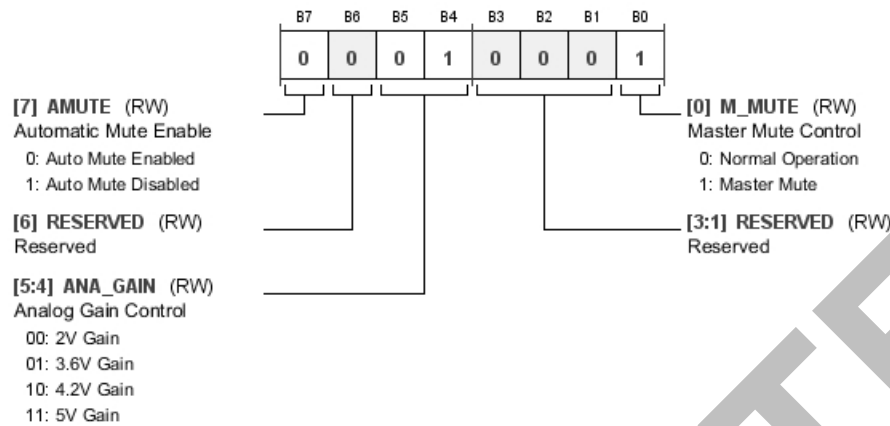 B7 B6 B5 B4 B3 B2 B1 B0
0 0 0 1 0 0 0 1
[7] AMUTE (RW)
Automatic Mute Enable
0: Auto Mute Enabled
1: Auto Mute Disabled
[6] RESERVED (RW)
Reserved
[5:4] ANA_GAIN (RW)
Analog Gain Control
00: 2V Gain
01: 3.6V Gain
10: 4.2V Gain
11: 5V Gain
[0] M_MUTE (RW)
Master Mute Control
0: Normal Operation
1: Master Mute
[3:1] RESERVED (RW)
Reserved